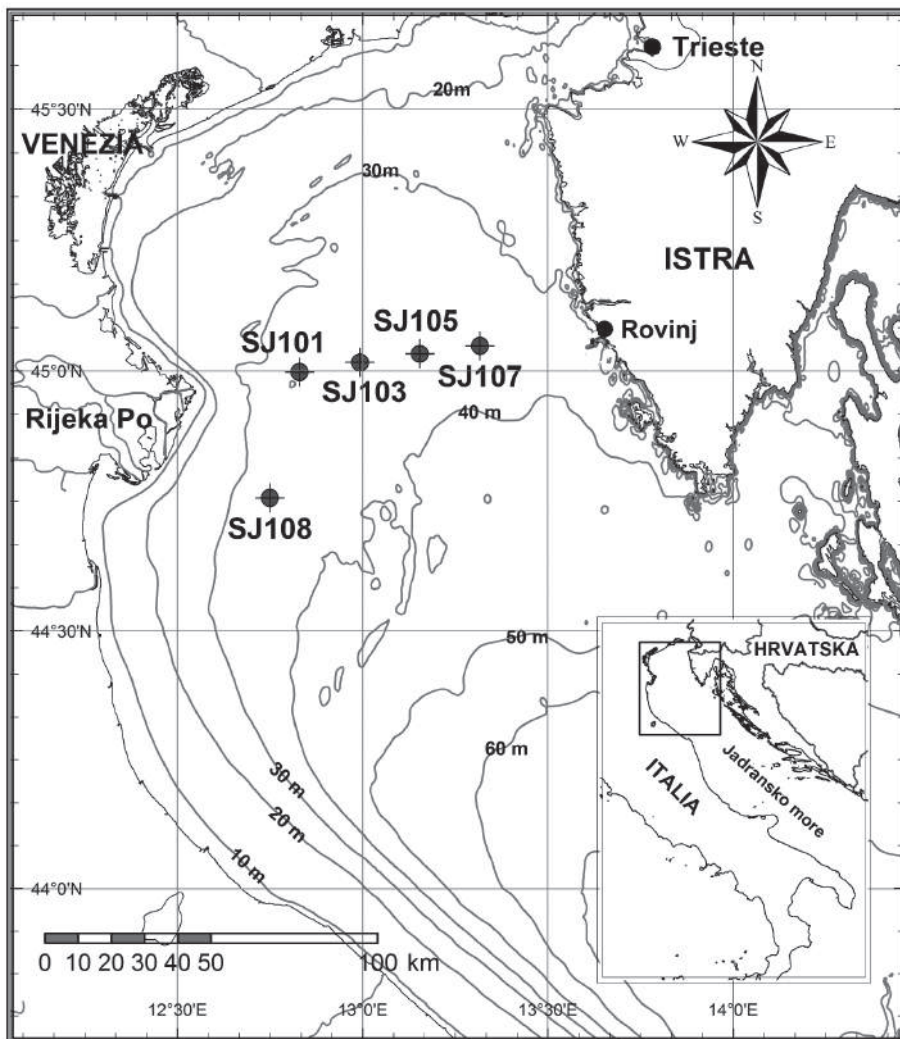 Trieste
N
20m
45°30'N
VENEZIA
W
E
30m
S
ISTRA
SJ105
SJ101
Rovinj
SJ103
SJ107
45°0'N
40 m
Rijeka Po
SJ108
44°30'N
50 m
HRVATSKA
60 m
Jadransko more
ITALIA
30 m
20 m
10 m
44°0'N
0 10 20 30 40 50 100 km
12°30'E
13°0'E
13°30'E
14°0'E